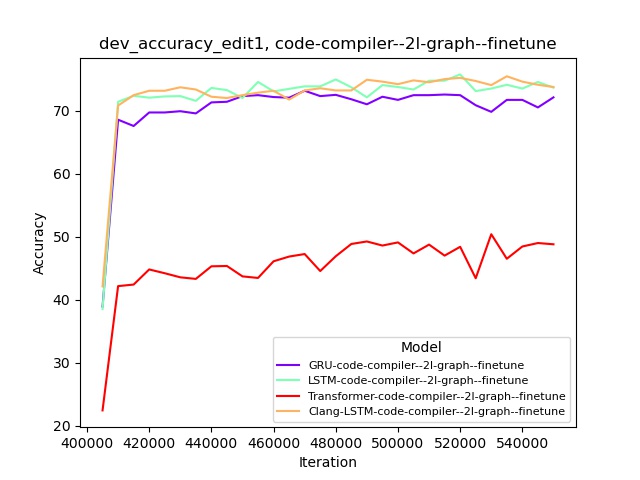 dev_accuracy_edit1, code-compiler--2l-graph--finetune
Accuracy
70
60
50
40
30
20
400000 420000 440000 460000 480000 500000 520000 540000
Iteration
Model
GRU-code-compiler--2l-graph--finetune
LSTM-code-compiler--2l-graph--finetune
Transformer-code-compiler--2l-graph--finetune
Clang-LSTM-code-compiler--2l-graph--finetune